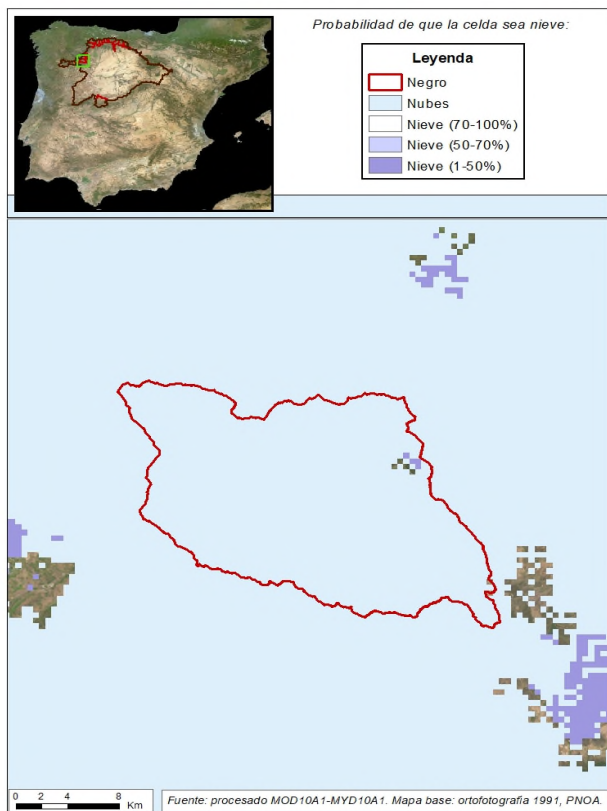 Probabilidad de que la celda sea nieve:
Leyenda
Negro
Nubes
Nieve (70-100%)
Nieve (50-70%)
Nieve (1-50%)
0 2 4 8
Km
Fuente: procesado MOD10A1-MYD10A1. Mapa base: ortofotografia 1991, PNOA